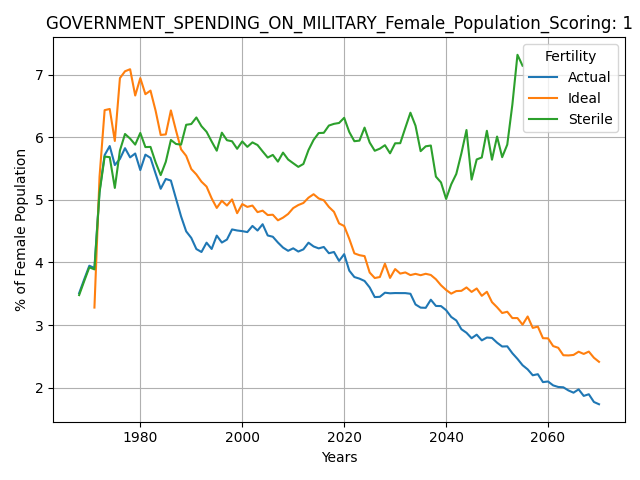 GOVERNMENT_SPENDING_ON_MILITARY_Female_Population_Scoring: 1
Fertility
Actual
Ideal
Sterile
% of Female Population
7
6
5
4
3
2
1980 2000 2020 2040 2060
Years